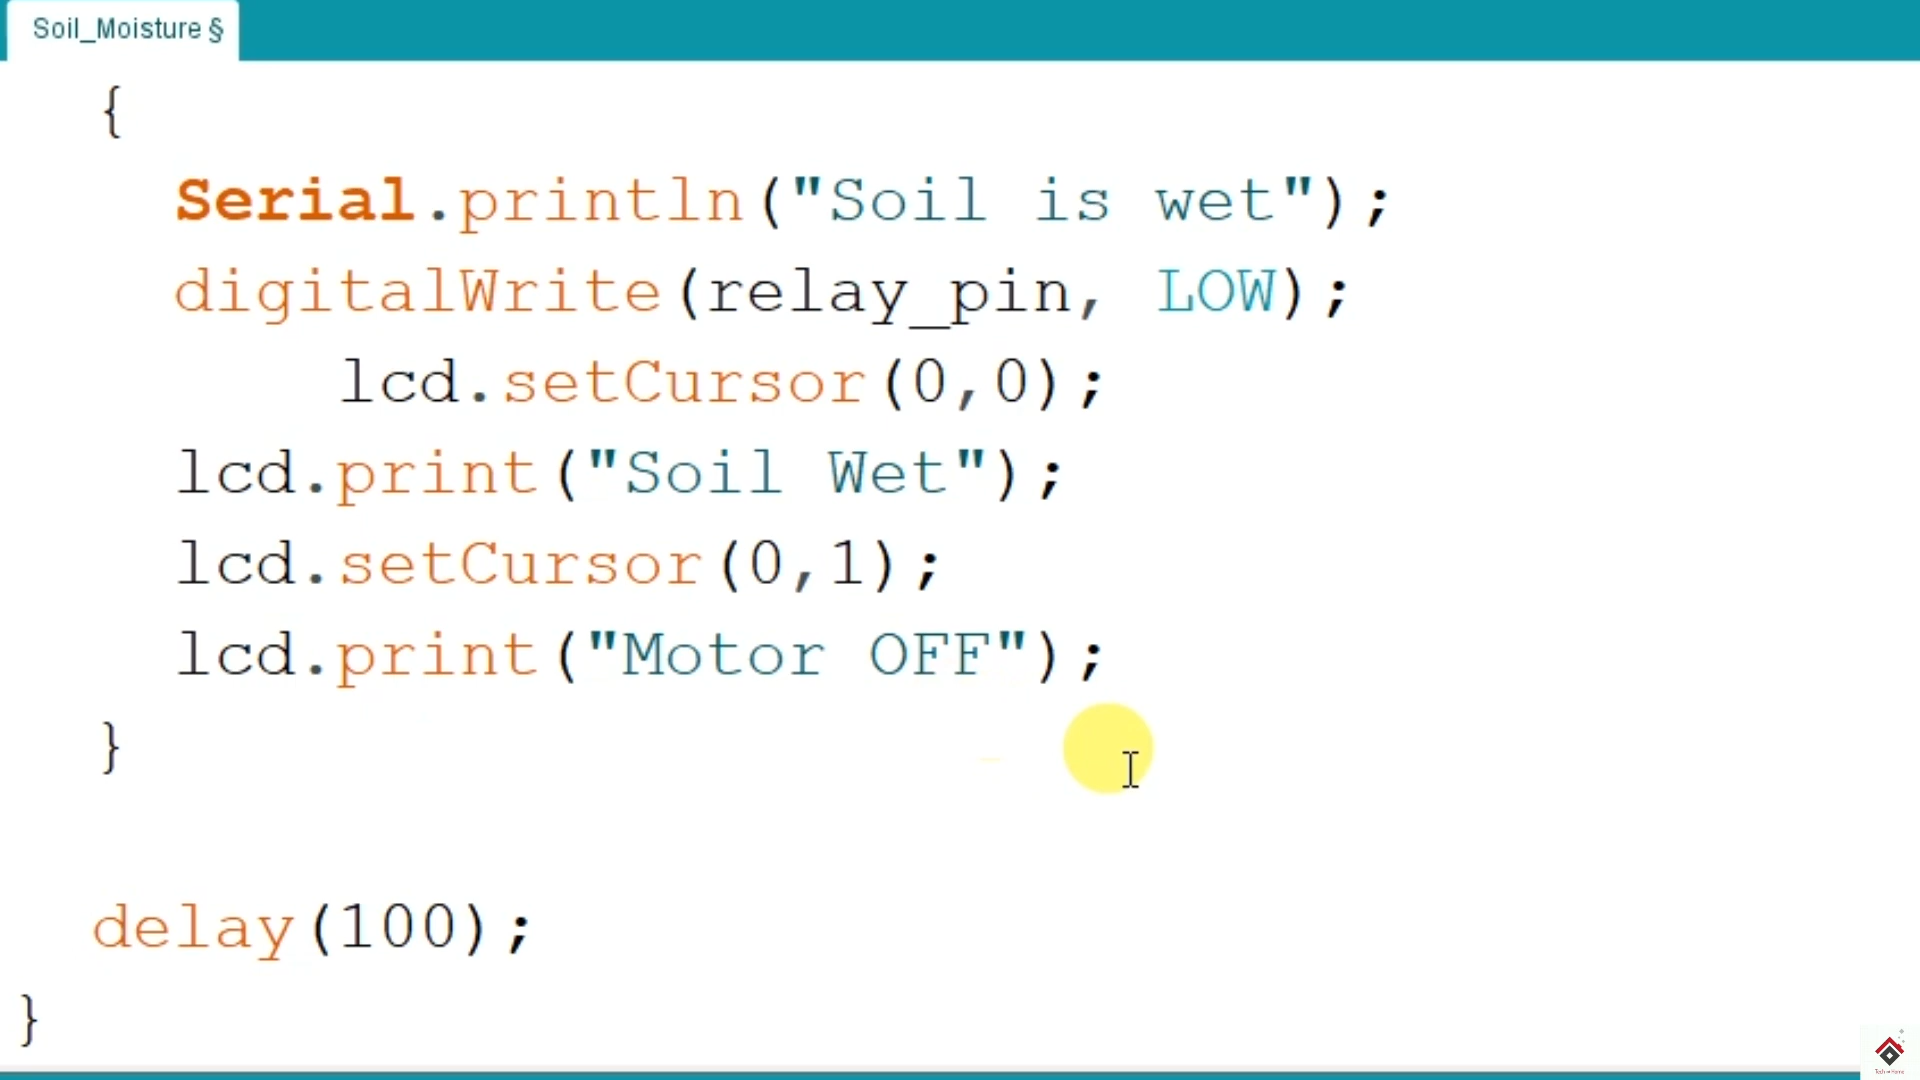 Soil_Moisture §
{
Serial.println("Soil is wet");
digitalWrite(relay_pin, LOW);
lcd.setCursor(0,0);
lcd.print("Soil Wet");
lcd.setCursor(0,1);
lcd.print("Motor OFF");
}
delay(100);
}